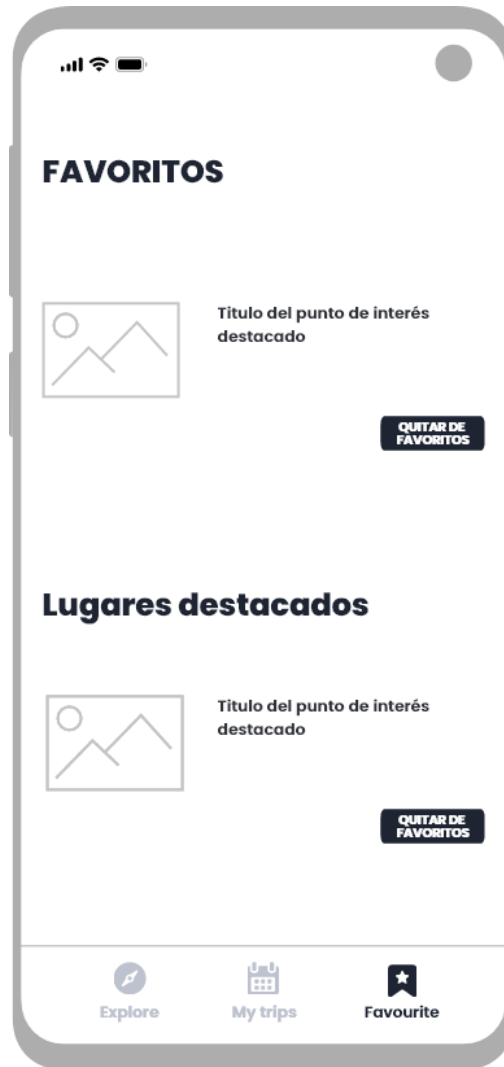 FAVORITOS
Titulo del punto de interés
destacado
QUITAR DE
FAVORITOS
Lugares destacados
Titulo del punto de interés
destacado
QUITAR DE
FAVORITOS
Explore
My trips
Favourite